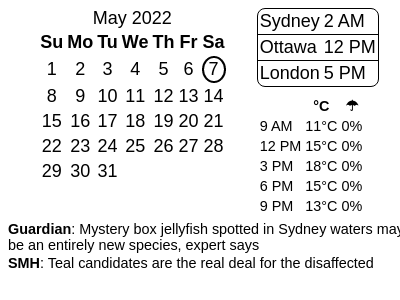 May 2022
Su Mo Tu We Th Fr Sa
1 2 3 4 5 6 7
8 9 10 11 12 13 14
15 16 17 18 19 20 21
22 23 24 25 26 27 28
29 30 31
Sydney 2 AM
Ottawa 12 PM
London 5 PM
°C ☂
9 AM 11°C 0%
12 PM 15°C 0%
3 PM 18°C 0%
6 PM 15°C 0%
9 PM 13°C 0%
Guardian: Mystery box jellyfish spotted in Sydney waters may
be an entirely new species, expert says
SMH: Teal candidates are the real deal for the disaffected